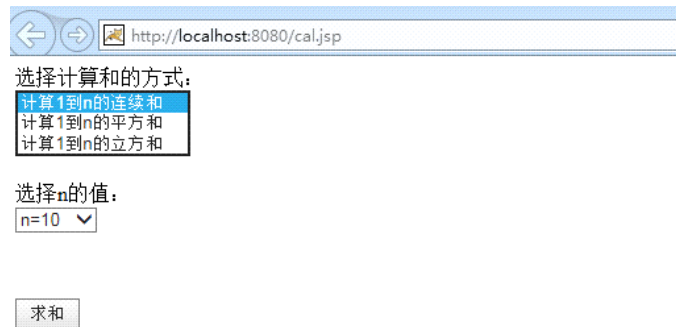 http://localhost:8080/cal.jsp
选择计算和的方式：
计算1到n的连续和
计算1到n的平方和
计算1到n的立方和
选择n的值：
n=10
求和